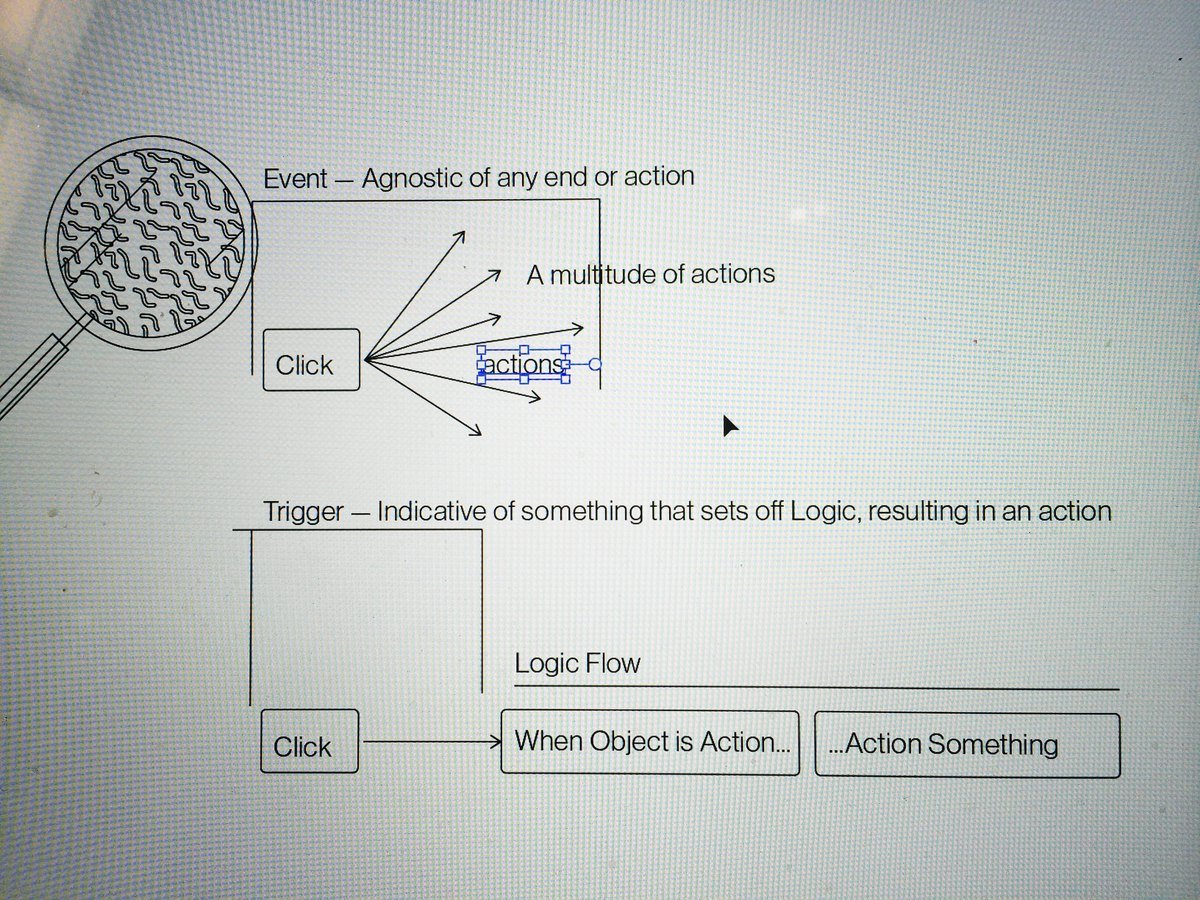 Event — Agnostic of any end or action
A multitude of actions
Click
actions
Trigger — Indicative of something that sets off Logic, resulting in an action
Logic Flow
Click
When Object is Action...
...Action Something